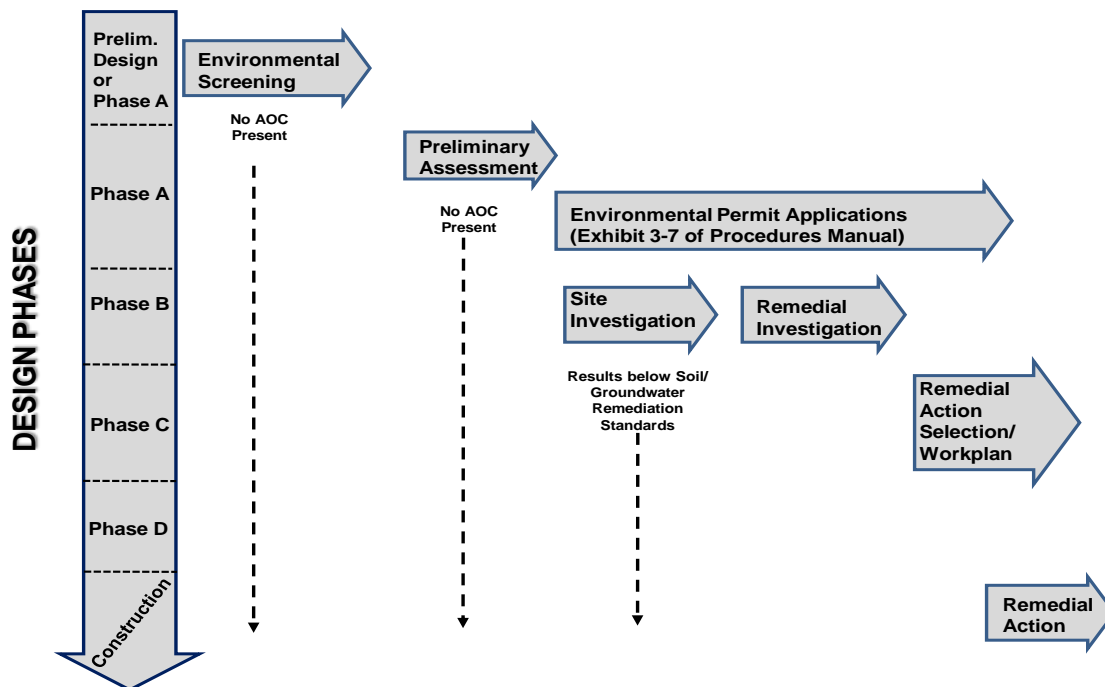 DESIGN PHASES
Prelim.
Design
or
Phase A
Phase A
Phase B
Phase C
Phase D
Construction
Environmental
Screening
No AOC
Present
Preliminary
Assessment
No AOC
Present
Environmental Permit Applications
(Exhibit 3-7 of Procedures Manual)
Site
Investigation
Remedial
Investigation
Results below Soil/
Groundwater
Remediation
Standards
Remedial
Action
Selection/
Workplan
Remedial
Action